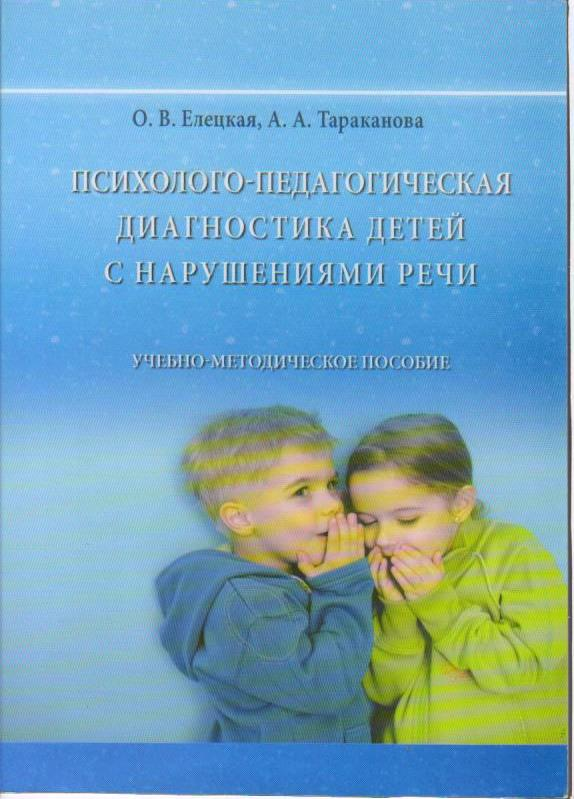 О. В. Елецкая, А. А. Тараканова
ПСИХОЛОГО-ПЕДАГОГИЧЕСКАЯ
ДИАГНОСТИКА ДЕТЕЙ
С НАРУШЕНИЯМИ РЕЧИ
УЧЕБНО-МЕТОДИЧЕСКОЕ ПОСОБИЕ